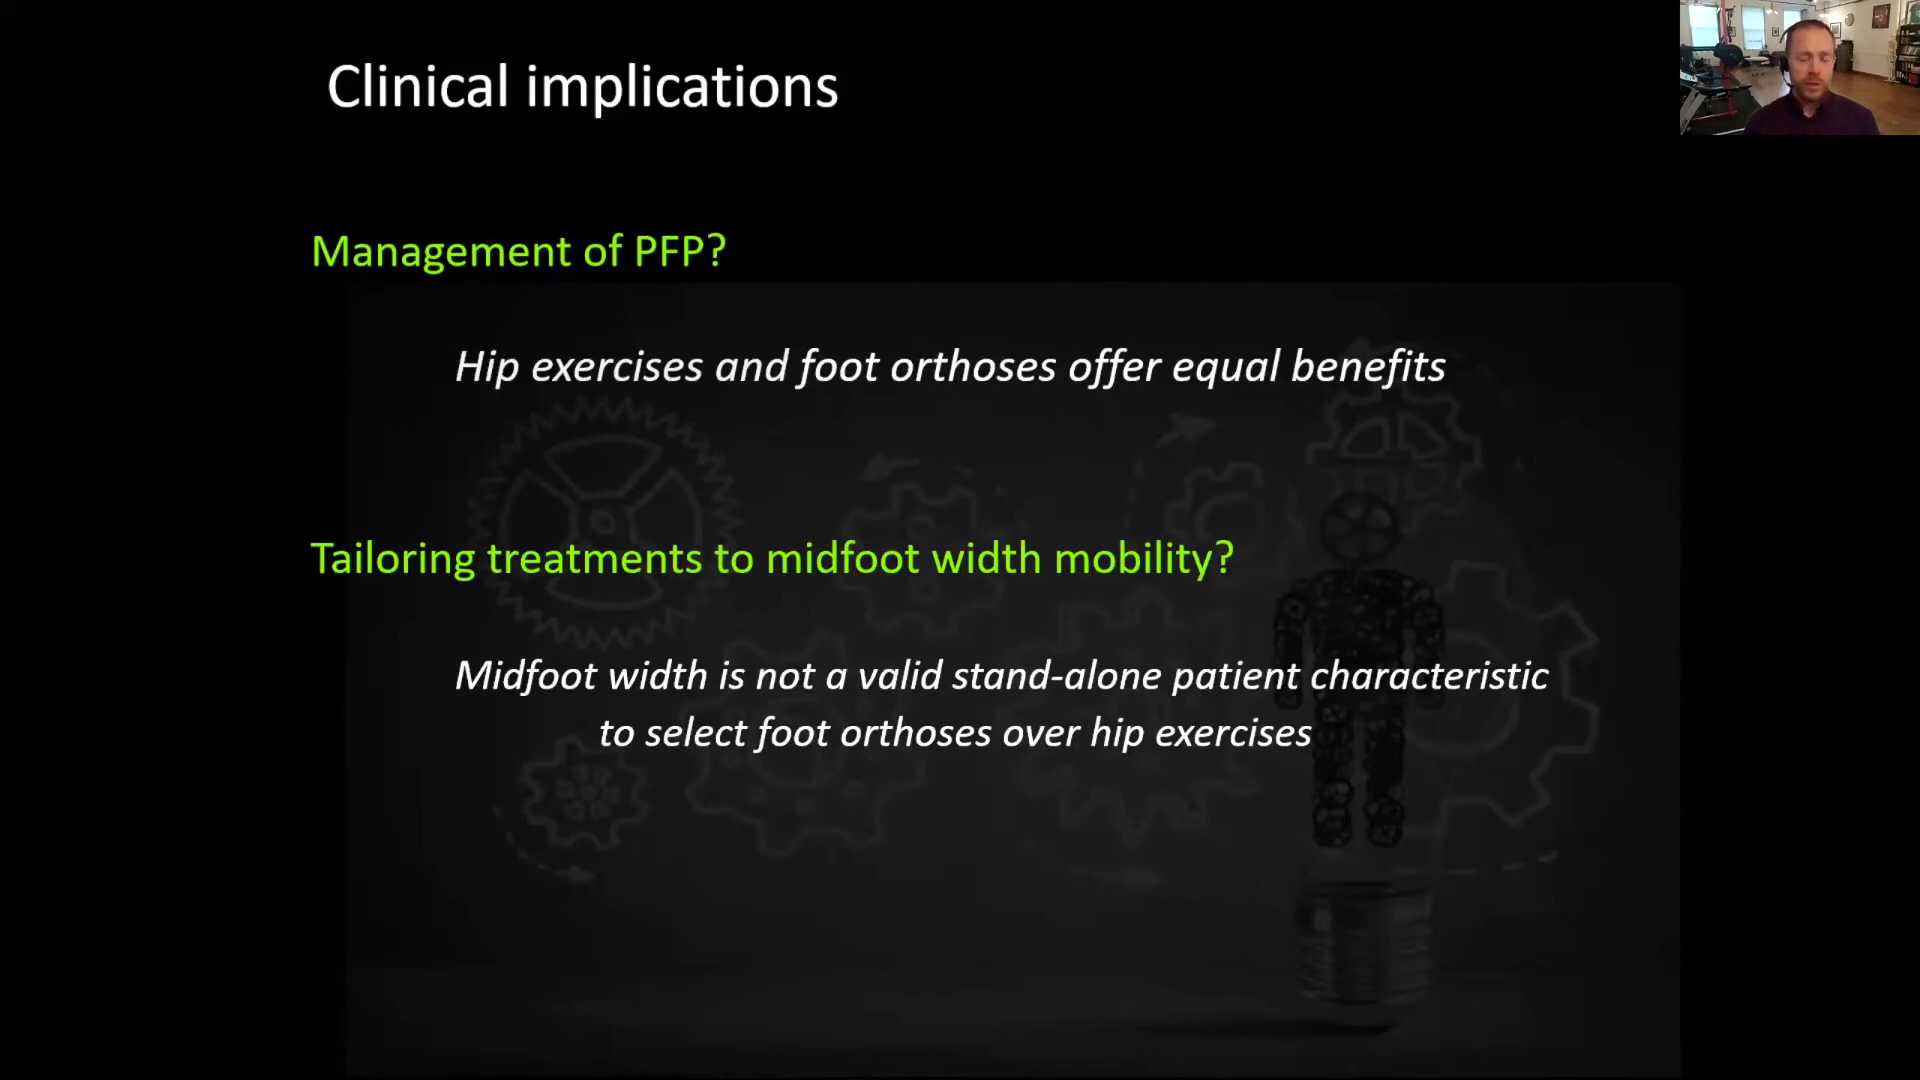 Clinical implications
Management of PFP?
Hip exercises and foot orthoses offer equal benefits
Tailoring treatments to midfoot width mobility?
Midfoot width is not a valid stand-alone patient characteristic
to select foot orthoses over hip exercises